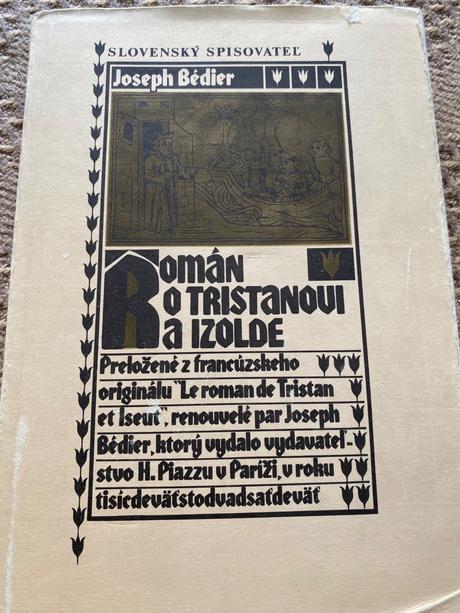 SLOVENSKÝ SPISOVATEĽ
Joseph Bédier
Román
o TRISTANOVI
a IZOLDE
Preložené z francúzskeho
originálu "Le roman de Tristan
et Iseut", renouvelé par Joseph
Bédier, ktorý vydalo vydavateľ-
stvo H. Piazzu v Paríži, v roku
tisícdeväťstodvadsaťdeväť